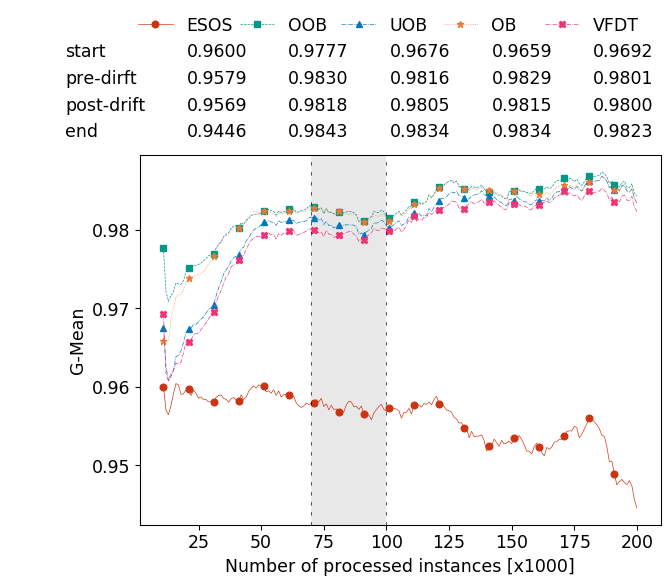 ESOS OOB UOB OB VFDT
start 0.9600 0.9777 0.9676 0.9659 0.9692
pre-dirft 0.9579 0.9830 0.9816 0.9829 0.9801
post-drift 0.9569 0.9818 0.9805 0.9815 0.9800
end 0.9446 0.9843 0.9834 0.9834 0.9823
G-Mean
0.98
0.97
0.96
0.95
25 50 75 100 125 150 175 200
Number of processed instances [x1000]